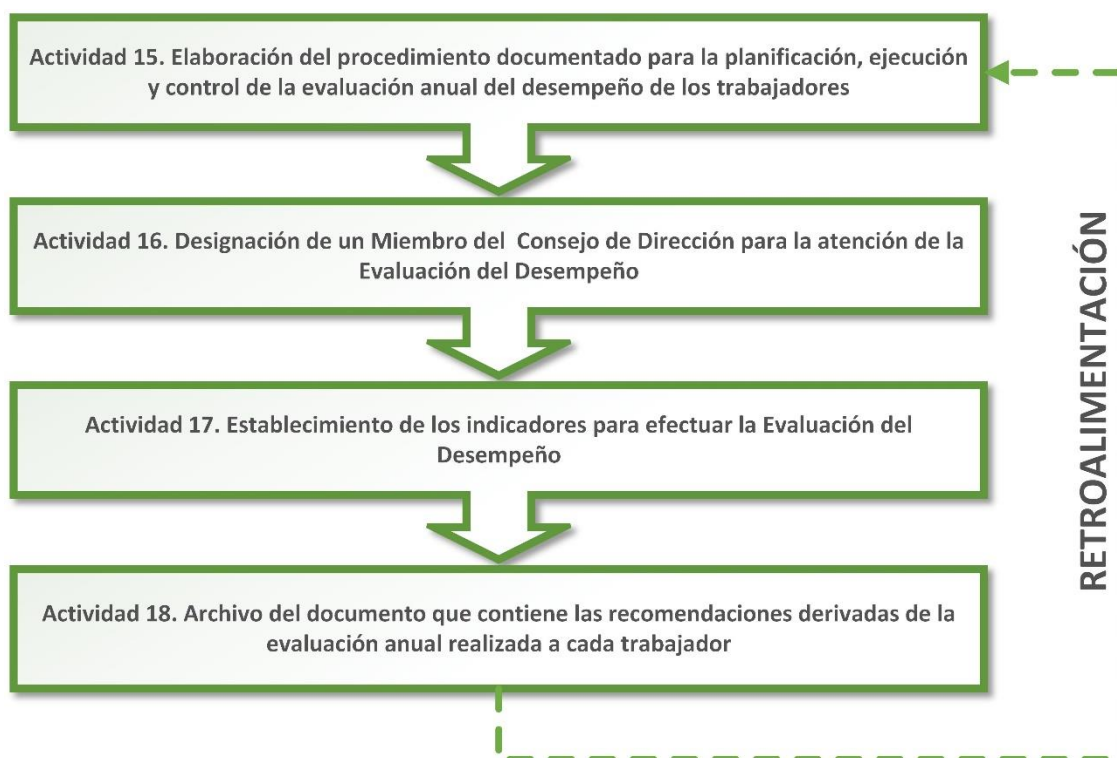 Actividad 15. Elaboración del procedimiento documentado para la planificación, ejecución
y control de la evaluación anual del desempeño de los trabajadores
Actividad 16. Designación de un Miembro del Consejo de Dirección para la atención de la
Evaluación del Desempeño
Actividad 17. Establecimiento de los indicadores para efectuar la Evaluación del
Desempeño
Actividad 18. Archivo del documento que contiene las recomendaciones derivadas de la
evaluación anual realizada a cada trabajador
RETROALIMENTACIÓN